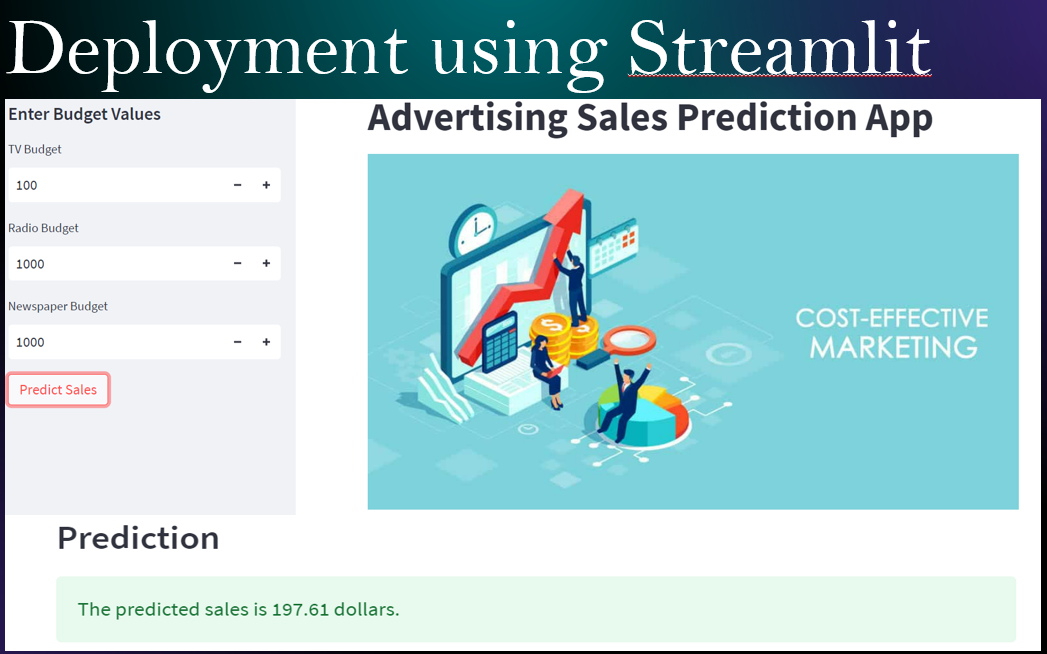 Deployment using Streamlit
Enter Budget Values
TV Budget
100 − +
Radio Budget
1000 − +
Newspaper Budget
1000 − +
Predict Sales
Advertising Sales Prediction App
COST-EFFECTIVE
MARKETING
Prediction
The predicted sales is 197.61 dollars.